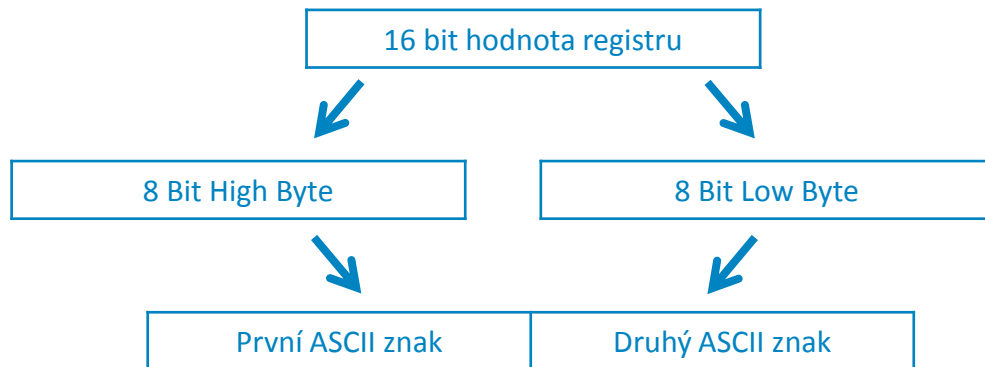 16 bit hodnota registru
8 Bit High Byte
8 Bit Low Byte
První ASCII znak
Druhý ASCII znak